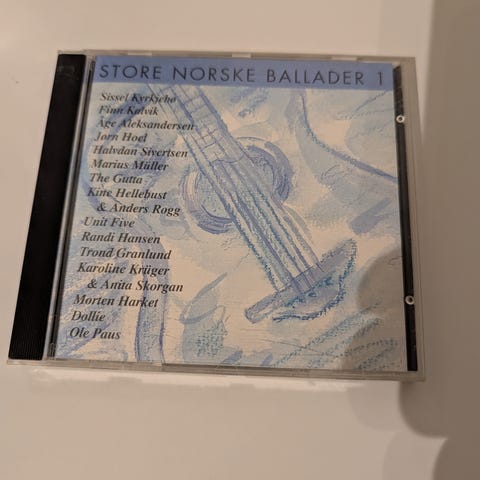 STORE NORSKE BALLADER 1
Sissel Kyrkjebø
Finn Kalvik
Åge Aleksandersen
Jørn Hoel
Halvdan Sivertsen
Marius Müller
The Gutta
Kine Hellebust
& Anders Rogg
Unit Five
Randi Hansen
Trond Granlund
Karoline Krüger
& Anita Skorgan
Morten Harket
Dollie
Ole Paus